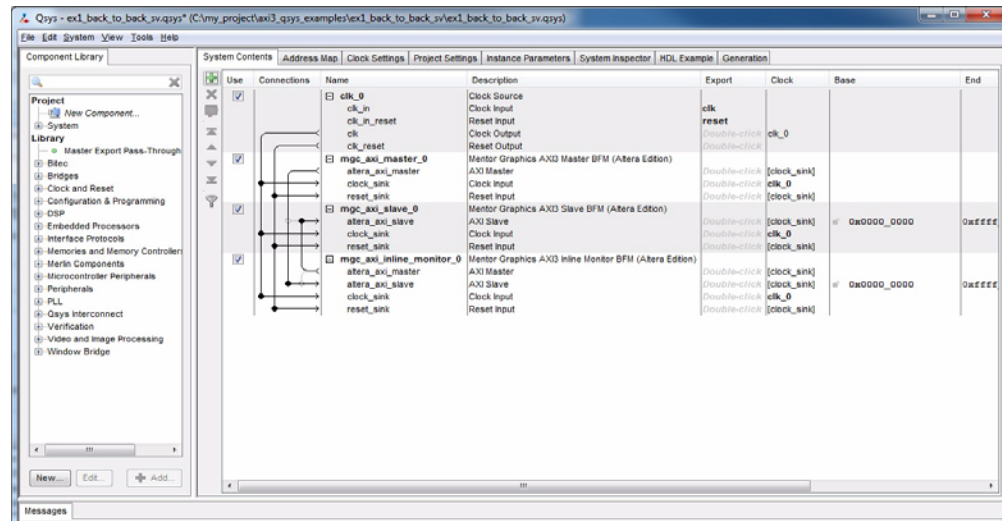 Qsys - ex1_back_to_back_sv.qsys* (C:\my_project\axi3_qsys_examples\ex1_back_to_back_sv\ex1_back_to_back_sv.qsys)
File Edit System View Tools Help
Component Library
Project
New Component...
System
Library
Master Export Pass-Through
Bitec
Bridges
Clock and Reset
Configuration & Programming
DSP
Embedded Processors
Interface Protocols
Memories and Memory Controllers
Merlin Components
Microcontroller Peripherals
Peripherals
PLL
Qsys Interconnect
Verification
Video and Image Processing
Window Bridge
New... Edit... Add...
System Contents Address Map Clock Settings Project Settings Instance Parameters System Inspector HDL Example Generation
Use Connections Name Description Export Clock Base End
clk_0 Clock Source
clk_in Clock Input clk
clk_in_reset Reset Input reset
clk Clock Output Double-click clk_0
clk_reset Reset Output Double-click
mgc_axi_master_0 Mentor Graphics AXI3 Master BFM (Altera Edition)
altera_axi_master AXI Master Double-click [clock_sink]
clock_sink Clock Input Double-click clk_0
reset_sink Reset Input Double-click [clock_sink]
mgc_axi_slave_0 Mentor Graphics AXI3 Slave BFM (Altera Edition)
altera_axi_slave AXI Slave Double-click [clock_sink] 0x0000_0000 0xffff
clock_sink Clock Input Double-click clk_0
reset_sink Reset Input Double-click [clock_sink]
mgc_axi_inline_monitor_0 Mentor Graphics AXI3 Inline Monitor BFM (Altera Edition)
altera_axi_master AXI Master Double-click [clock_sink]
altera_axi_slave AXI Slave Double-click [clock_sink] 0x0000_0000 0xffff
clock_sink Clock Input Double-click clk_0
reset_sink Reset Input Double-click [clock_sink]
Messages